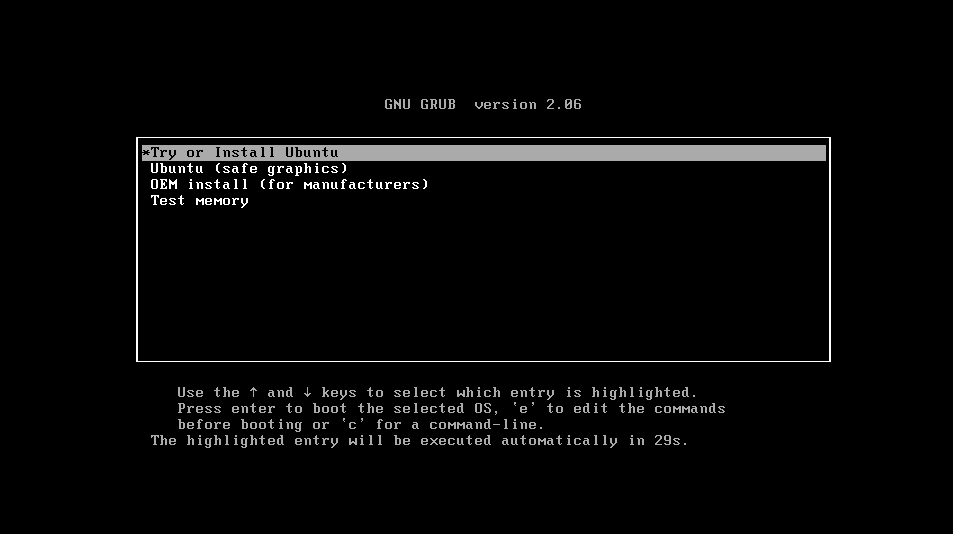 GNU GRUB  version 2.06
*Try or Install Ubuntu
Ubuntu (safe graphics)
OEM install (for manufacturers)
Test memory
Use the ↑ and ↓ keys to select which entry is highlighted.
Press enter to boot the selected OS, `e' to edit the commands
before booting or `c' for a command-line.
The highlighted entry will be executed automatically in 29s.